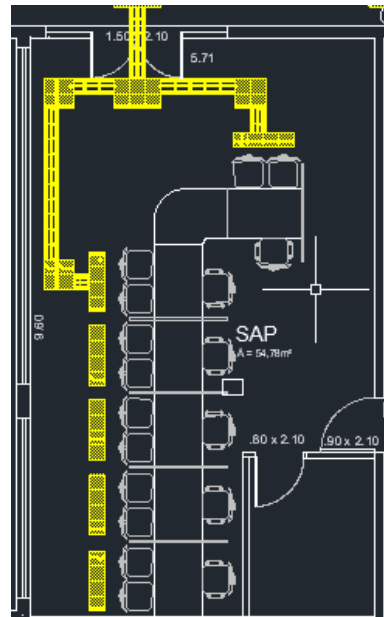 1.50 x 2.10
5.71
9.60
SAP
A = 54,78m²
.80 x 2.10
.90 x 2.10